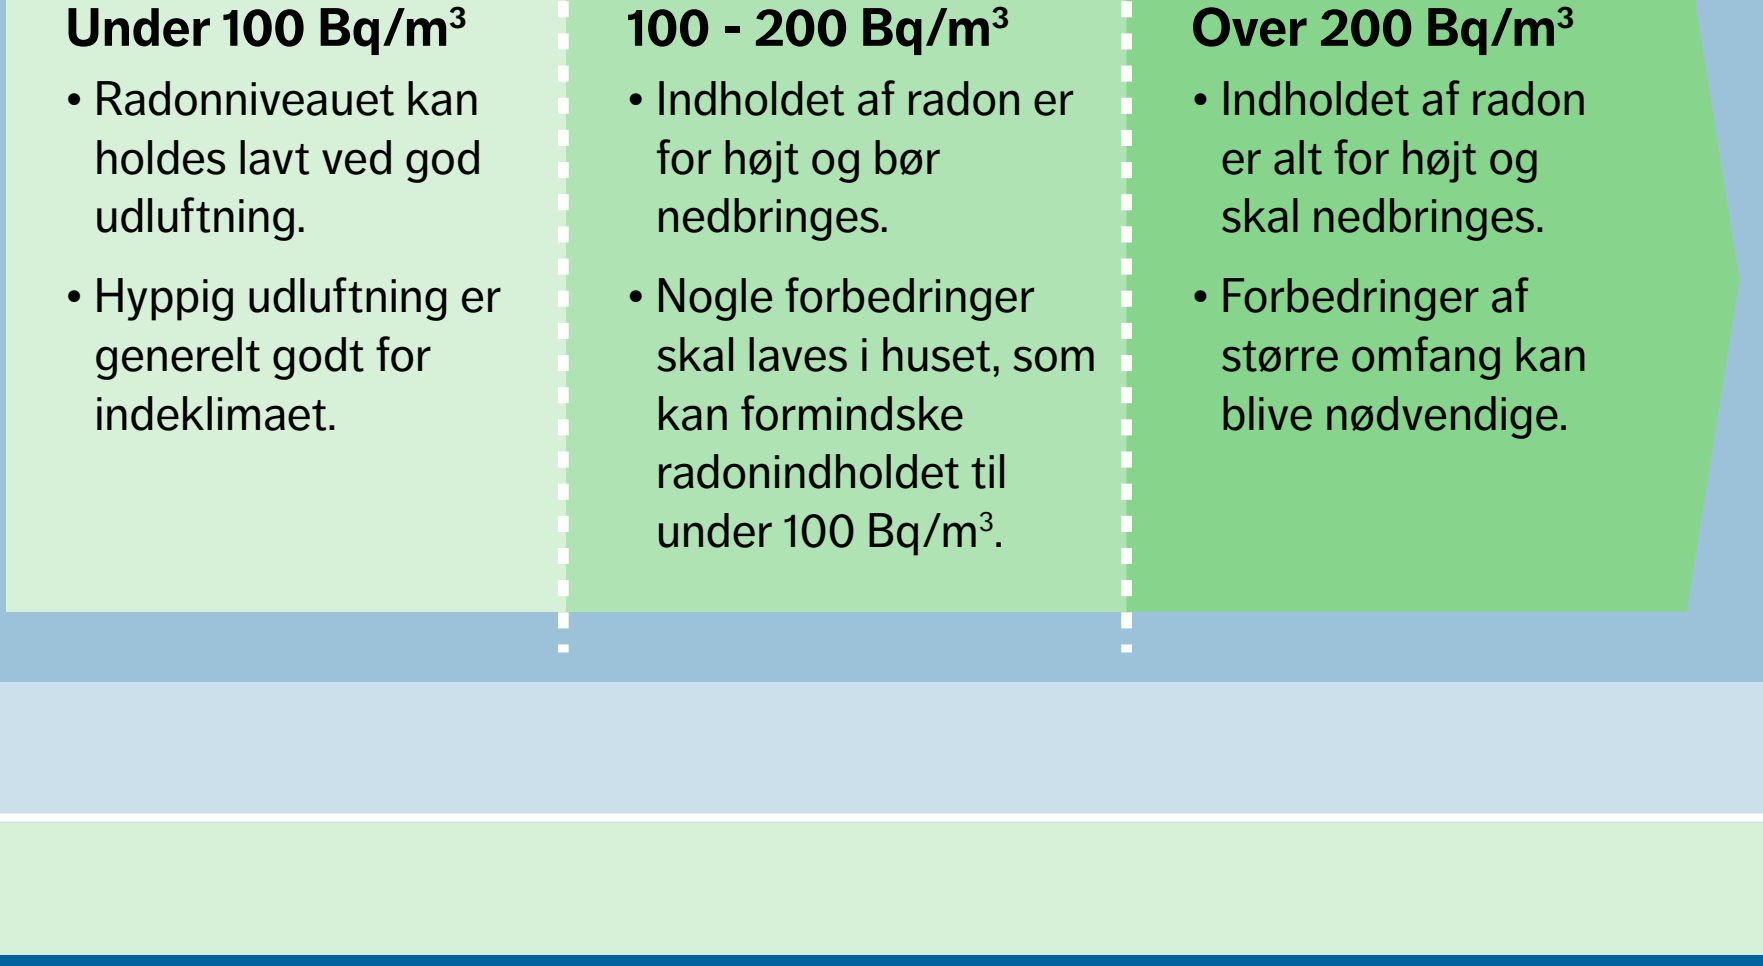 Under 100 Bq/m³
• Radonniveauet kan
holdes lavt ved god
udluftning.
• Hyppig udluftning er
generelt godt for
indeklimaet.
100 - 200 Bq/m³
• Indholdet af radon er
for højt og bør
nedbringes.
• Nogle forbedringer
skal laves i huset, som
kan formindske
radonindholdet til
under 100 Bq/m³.
Over 200 Bq/m³
• Indholdet af radon
er alt for højt og
skal nedbringes.
• Forbedringer af
større omfang kan
blive nødvendige.